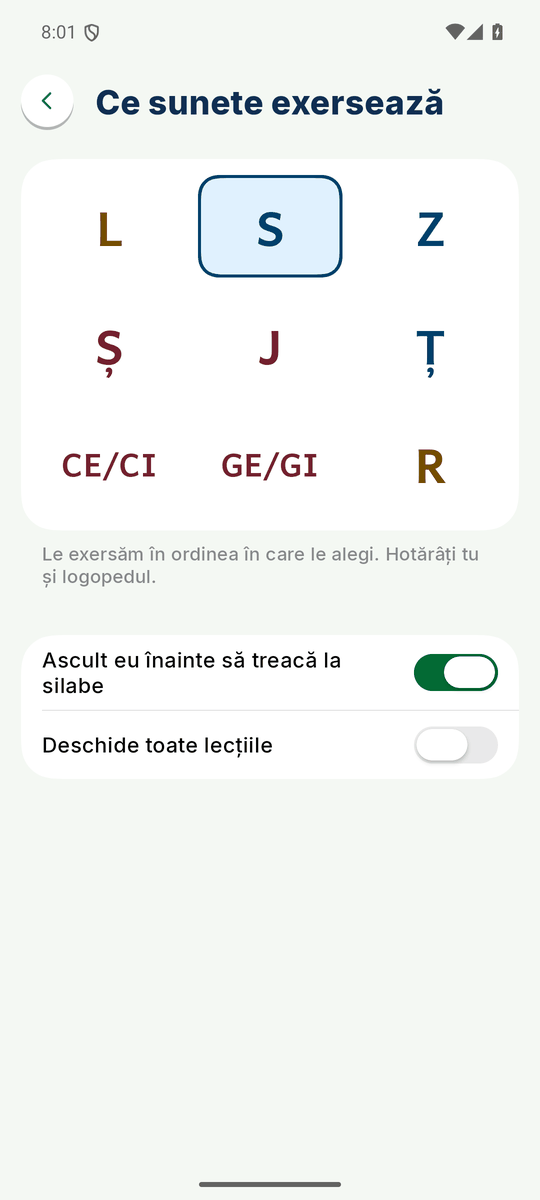 8:01
Ce sunete exersează
L S Z
Ș J Ț
CE/CI GE/GI R
Le exersăm în ordinea în care le alegi. Hotărâți tu
și logopedul.
Ascult eu înainte să treacă la
silabe
Deschide toate lecțiile